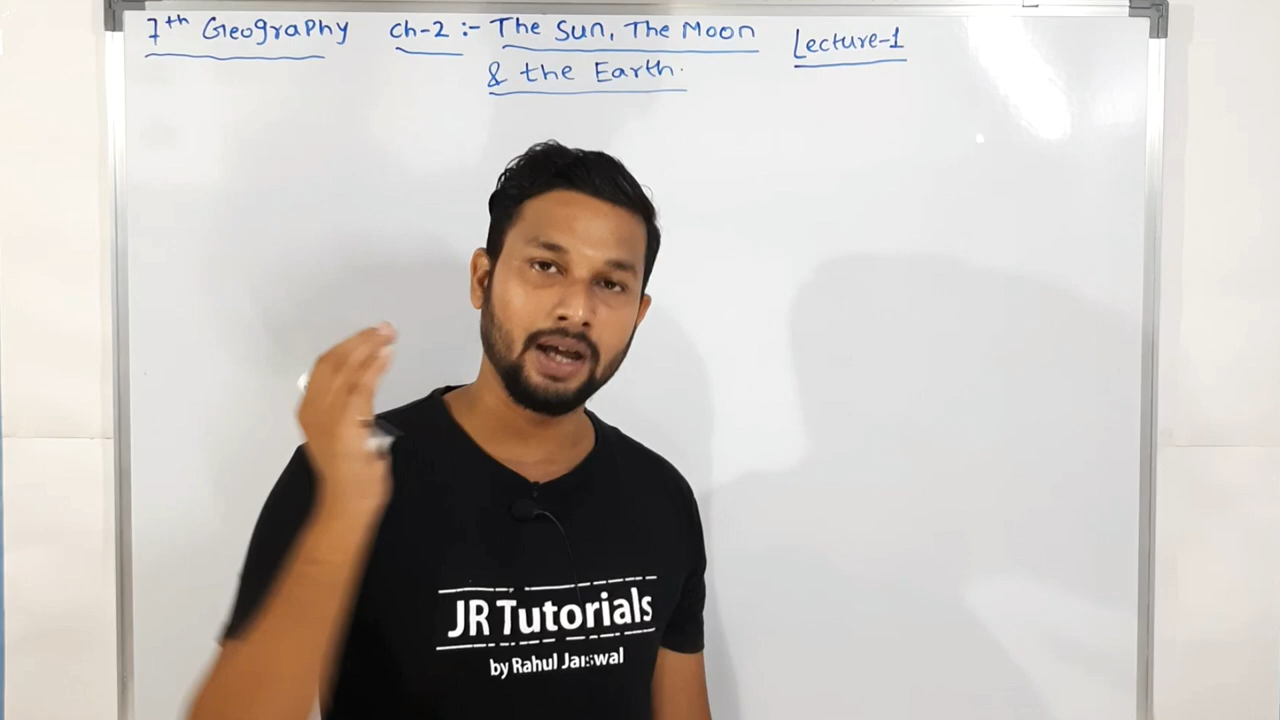 7th Geography Ch-2 :- The Sun, The Moon Lecture-1
& the Earth.
JR Tutorials
by Rahul Jaiswal